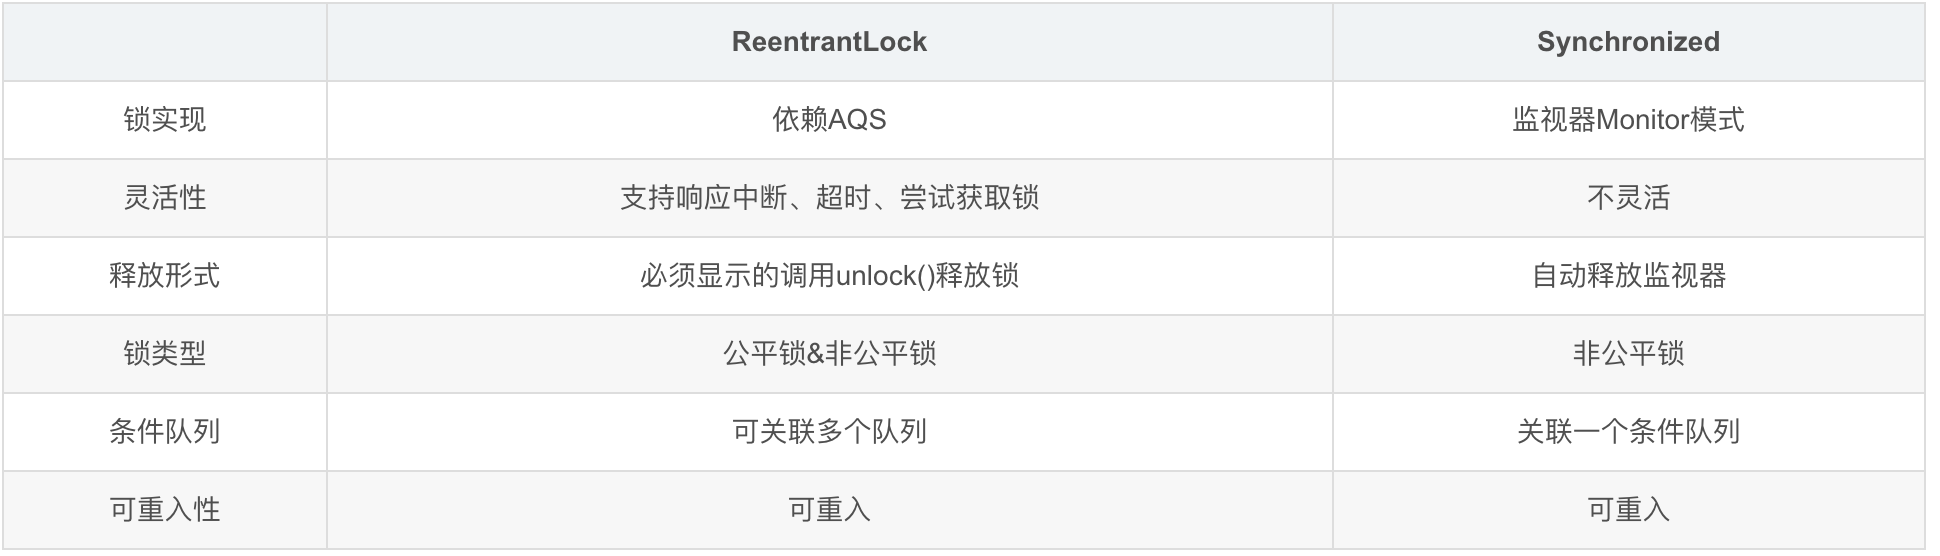 ReentrantLock Synchronized
锁实现 依赖AQS 监视器Monitor模式
灵活性 支持响应中断、超时、尝试获取锁 不灵活
释放形式 必须显示的调用unlock()释放锁 自动释放监视器
锁类型 公平锁&非公平锁 非公平锁
条件队列 可关联多个队列 关联一个条件队列
可重入性 可重入 可重入